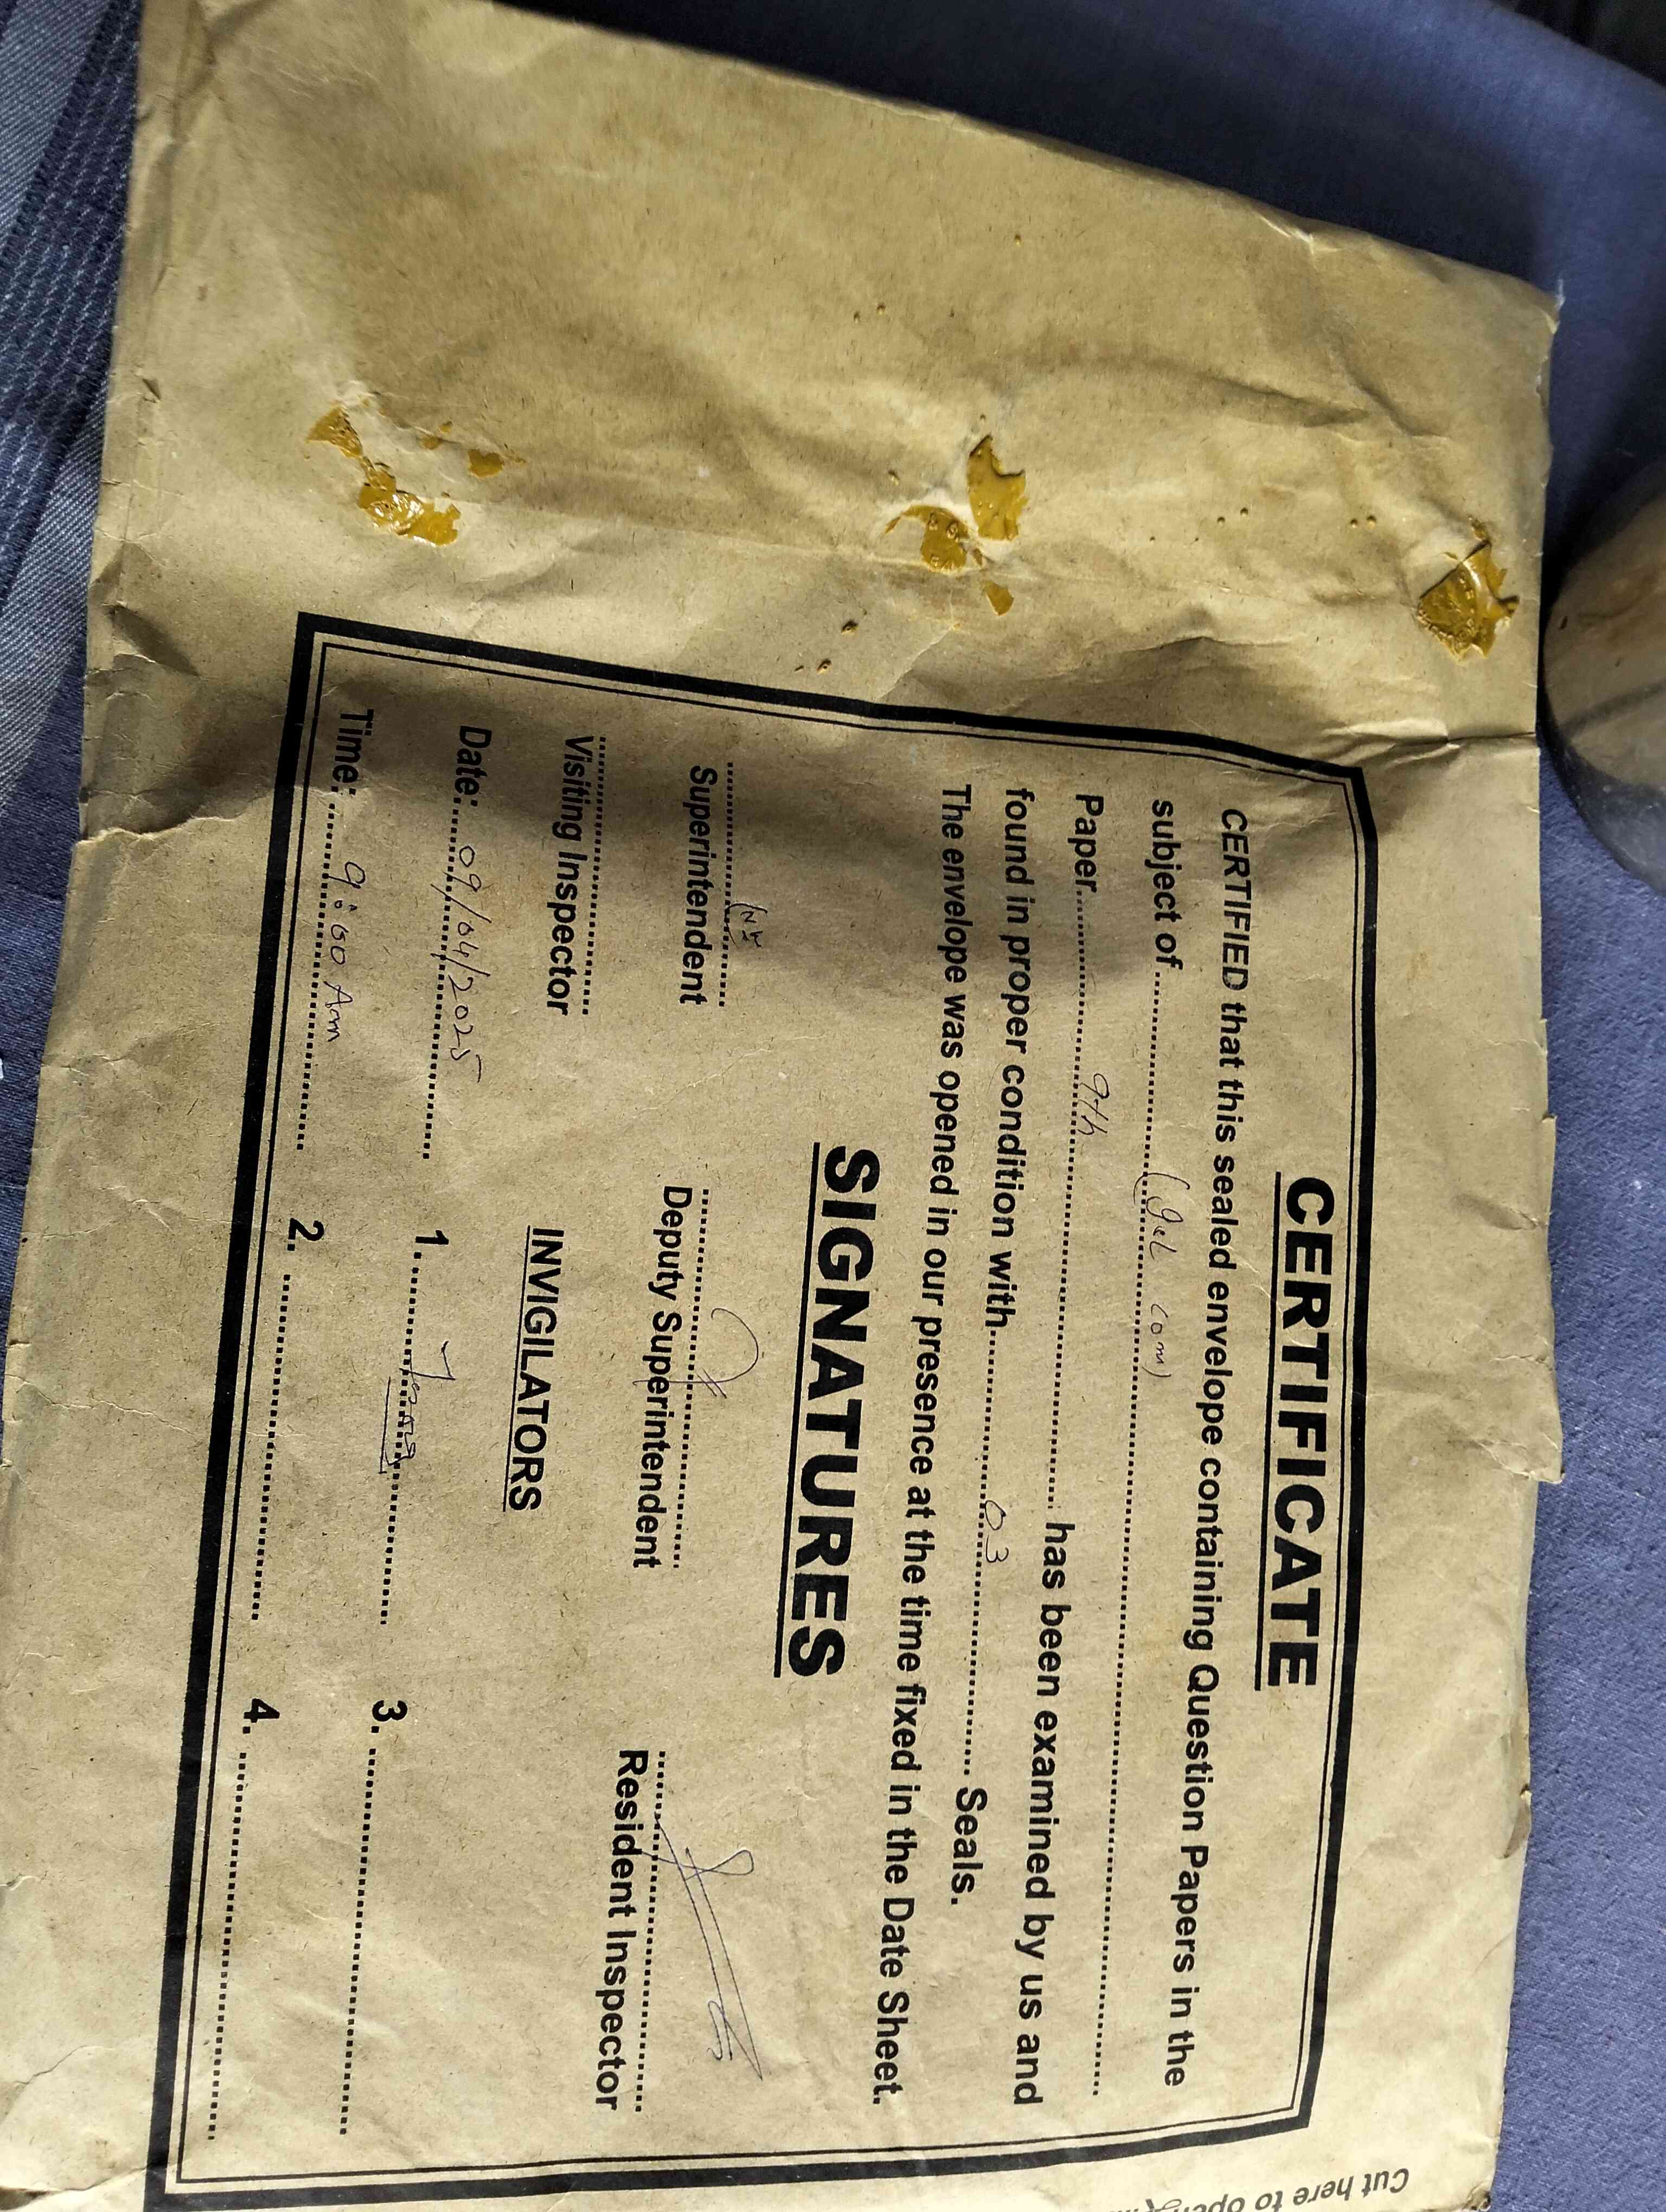 CERTIFICATE
CERTIFIED that this sealed envelope containing Question Papers in the
subject of
Paper 9th has been examined by us and
found in proper condition with 03 Seals.
The envelope was opened in our presence at the time fixed in the Date Sheet.
SIGNATURES
Superintendent Deputy Superintendent Resident Inspector
Visiting Inspector INVIGILATORS
Date: 09/04/2025 1. 3.
Time: 9:00 Am 2. 4.
Cut here to open